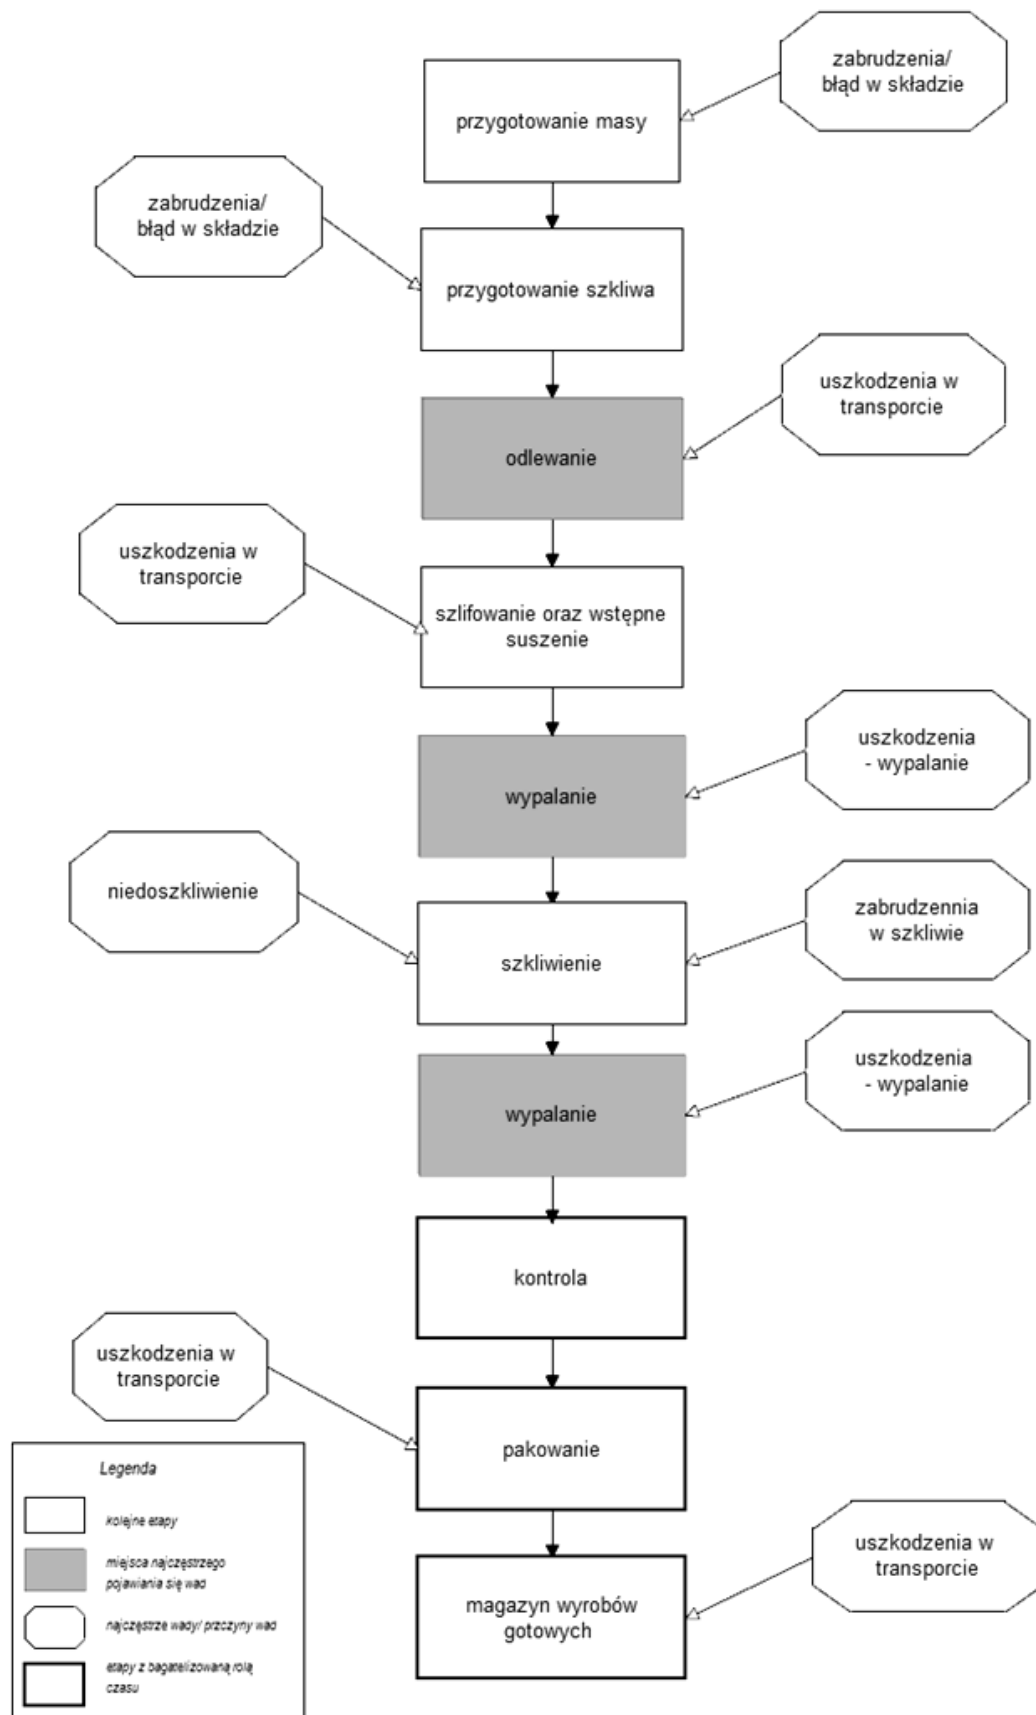 zabrudzenia/
błąd w składzie
przygotowanie masy
zabrudzenia/
błąd w składzie
przygotowanie szkliwa
uszkodzenia w
transporcie
odlewanie
uszkodzenia w
transporcie
szlifowanie oraz wstępne
suszenie
uszkodzenia
- wypalanie
wypalanie
niedoszkliwienie
zabrudzennia
w szkliwie
szkliwienie
uszkodzenia
- wypalanie
wypalanie
kontrola
uszkodzenia w
transporcie
pakowanie
uszkodzenia w
transporcie
magazyn wyrobów
gotowych
Legenda
kolejne etapy
miejsca najczęstrzego
pojawiania się wad
najczęstrze wady/ przczyny wad
etapy z bagatelizowaną rolą
czasu